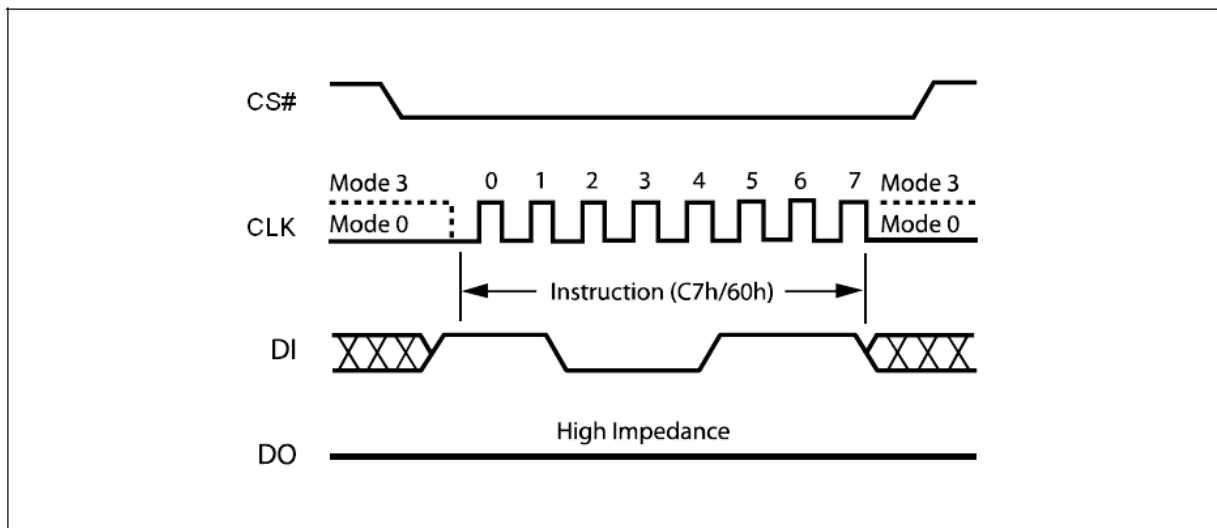 CS#
Mode 3 0 1 2 3 4 5 6 7 Mode 3
CLK Mode 0 Mode 0
Instruction (C7h/60h)
DI
High Impedance
DO